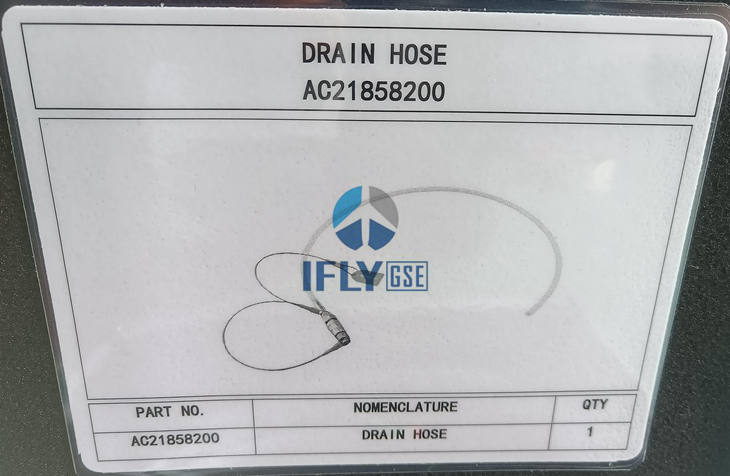 DRAIN HOSE
AC21858200
IFLY GSE
PART NO. NOMENCLATURE QTY
AC21858200 DRAIN HOSE 1